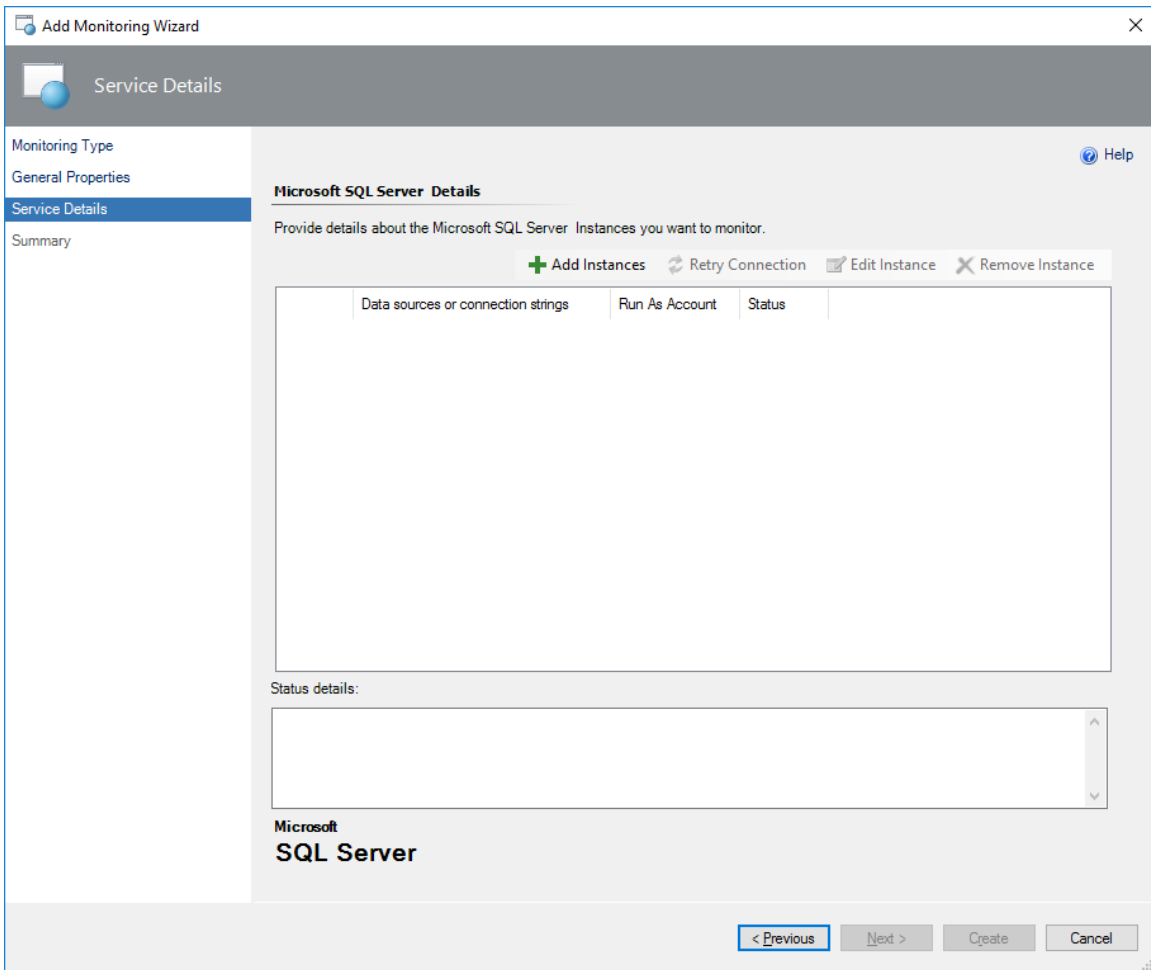 Add Monitoring Wizard
Service Details
Monitoring Type
General Properties
Service Details
Summary
Help
Microsoft SQL Server Details
Provide details about the Microsoft SQL Server Instances you want to monitor.
Add Instances Retry Connection Edit Instance Remove Instance
Data sources or connection strings Run As Account Status
Status details:
Microsoft
SQL Server
< Previous Next > Create Cancel